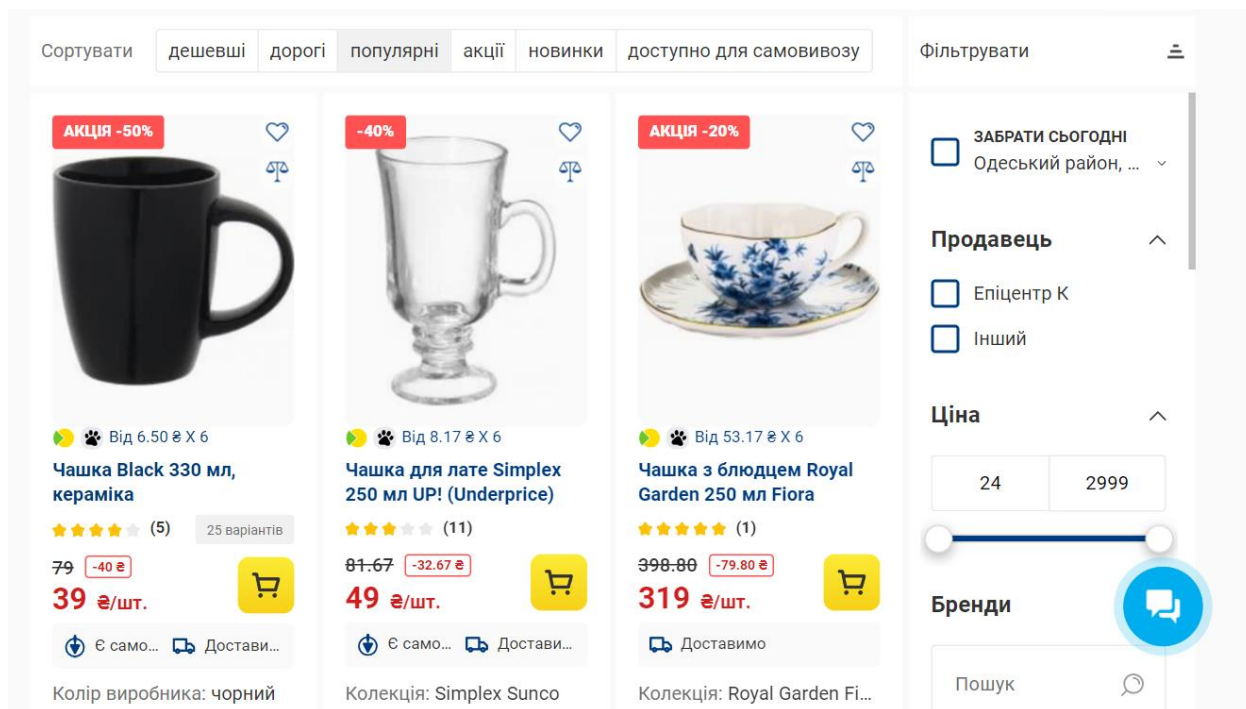 Сортувати дешевші дорогі популярні акції новинки доступно для самовивозу
Фільтрувати
АКЦІЯ -50%
Від 6.50 ₴ X 6
Чашка Black 330 мл,
кераміка
(5) 25 варіантів
79 -40 ₴
39 ₴/шт.
Є само... Достави...
Колір виробника: чорний
-40%
Від 8.17 ₴ X 6
Чашка для лате Simplex
250 мл UP! (Underprice)
(11)
81.67 -32.67 ₴
49 ₴/шт.
Є само... Достави...
Колекція: Simplex Sunco
АКЦІЯ -20%
Від 53.17 ₴ X 6
Чашка з блюдцем Royal
Garden 250 мл Fiora
(1)
398.80 -79.80 ₴
319 ₴/шт.
Доставимо
Колекція: Royal Garden Fi...
ЗАБРАТИ СЬОГОДНІ
Одеський район, ...
Продавець
Епіцентр К
Інший
Ціна
24 2999
Бренди
Пошук